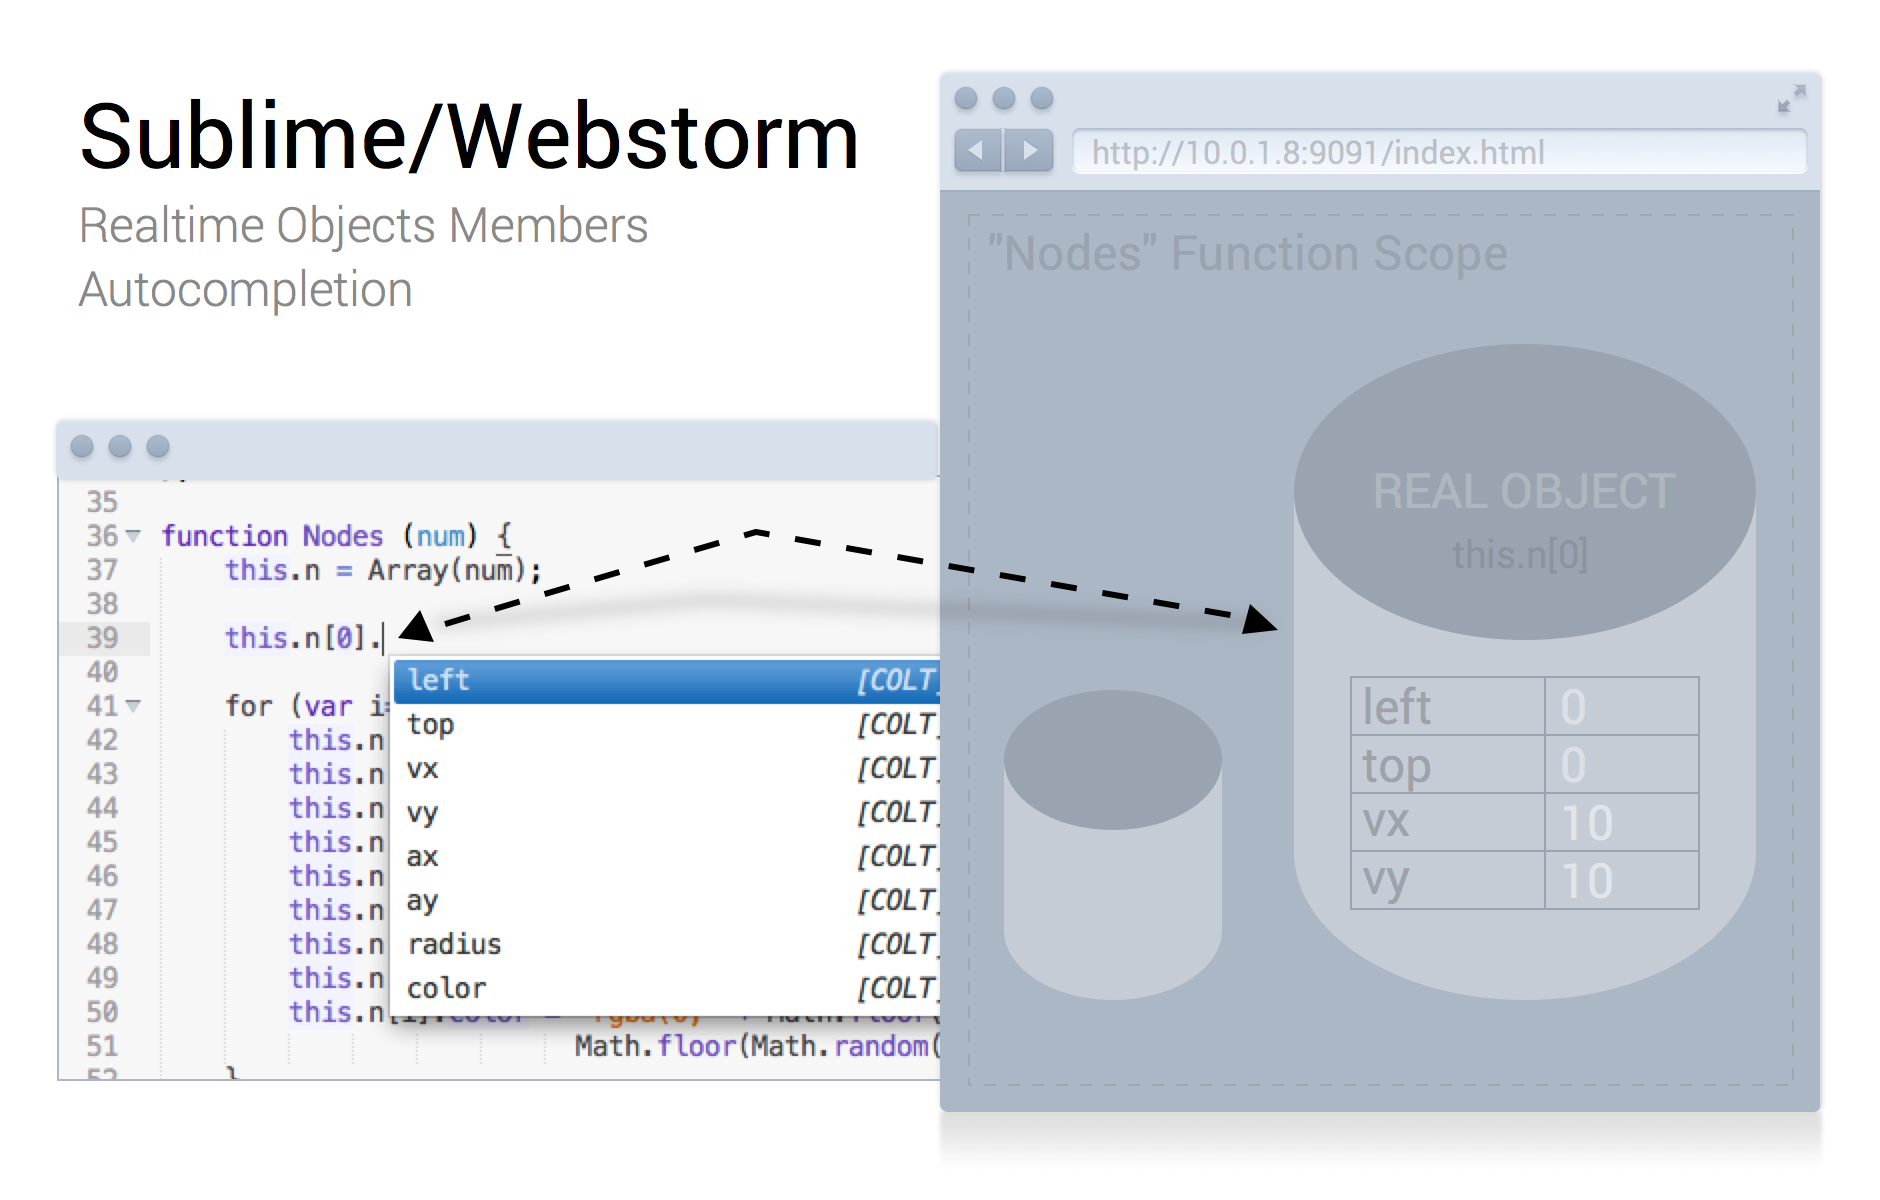 Sublime/Webstorm
Realtime Objects Members
Autocompletion
http://10.0.1.8:9091/index.html
"Nodes" Function Scope
REAL OBJECT
this.n[0]
left 0
top 0
vx 10
vy 10
35
36 function Nodes (num) {
37 this.n = Array(num);
38
39 this.n[0].
40
41 for (var i=
42 this.n
43 this.n
44 this.n
45 this.n
46 this.n
47 this.n
48 this.n
49 this.n
50 this.n[i].color =
51 Math.floor(Math.random(
52 }
left [COLT]
top [COLT]
vx [COLT]
vy [COLT]
ax [COLT]
ay [COLT]
radius [COLT]
color [COLT]